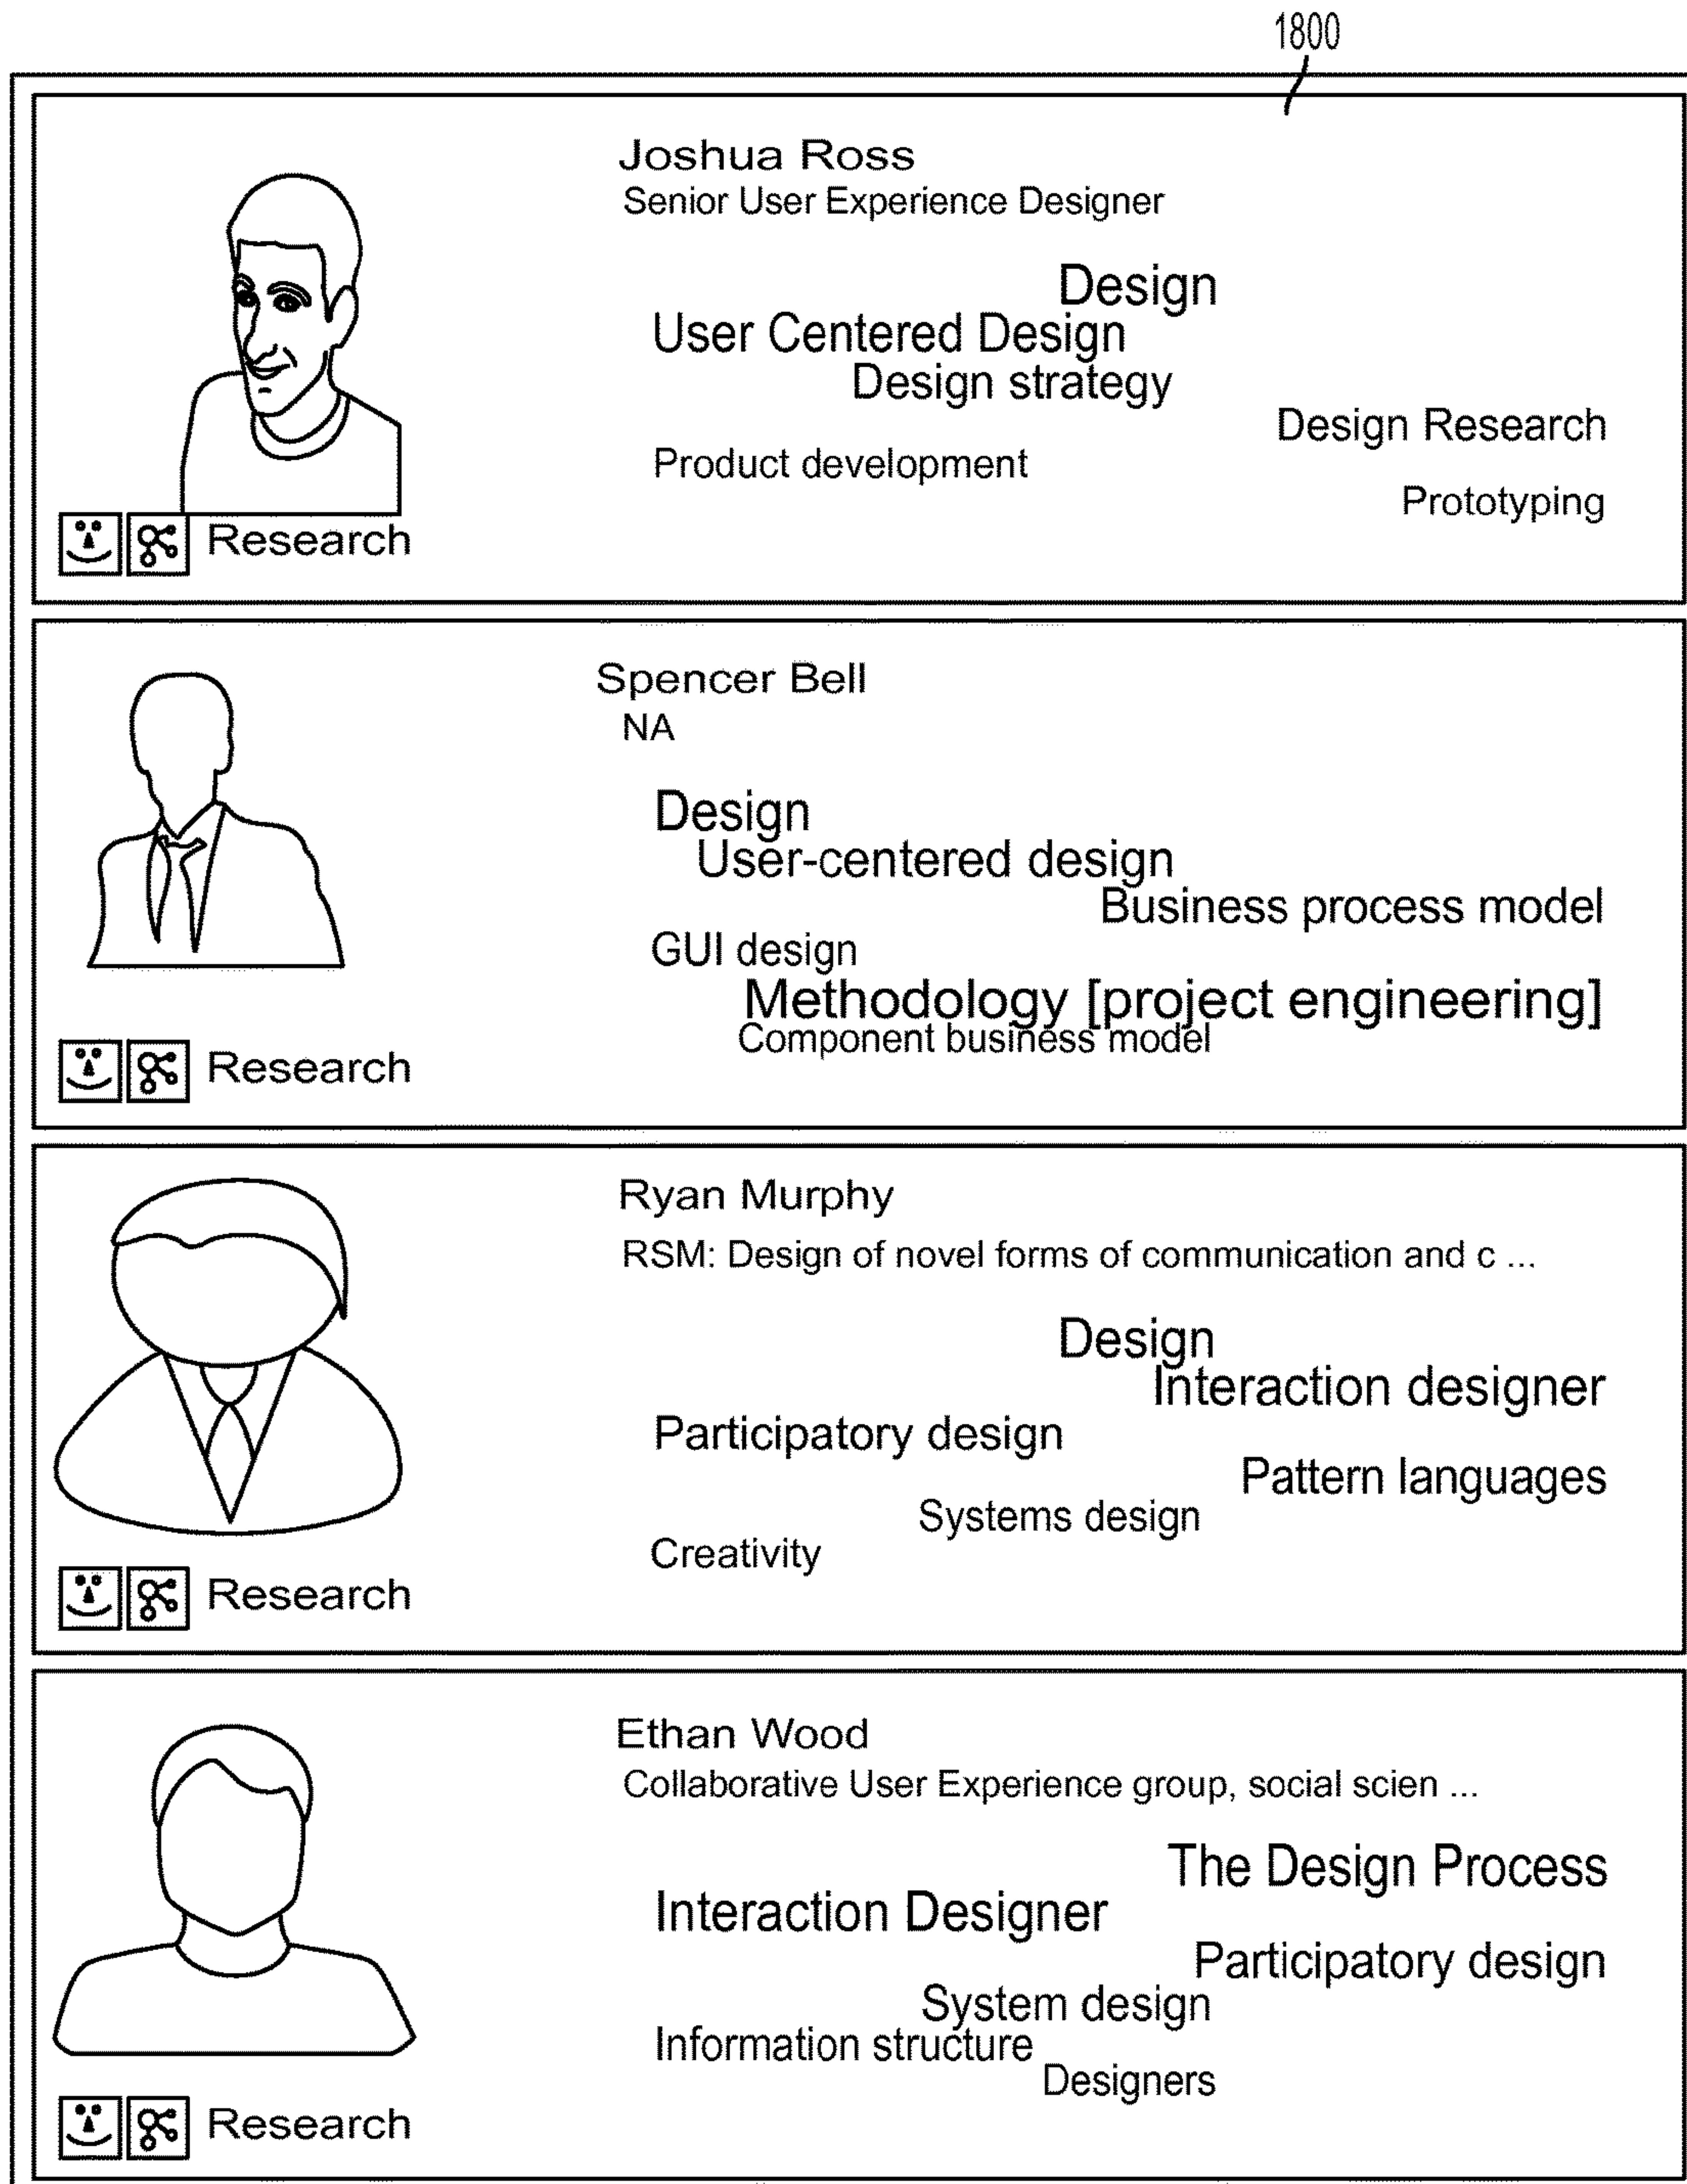 1800
Joshua Ross
Senior User Experience Designer
Design
User Centered Design
Design strategy
Design Research
Product development
Prototyping
Research
Spencer Bell
NA
Design
User-centered design
Business process model
GUI design
Methodology [project engineering]
Component business model
Research
Ryan Murphy
RSM: Design of novel forms of communication and c ...
Design
Interaction designer
Participatory design
Pattern languages
Systems design
Creativity
Research
Ethan Wood
Collaborative User Experience group, social scien ...
The Design Process
Interaction Designer
Participatory design
System design
Information structure
Designers
Research